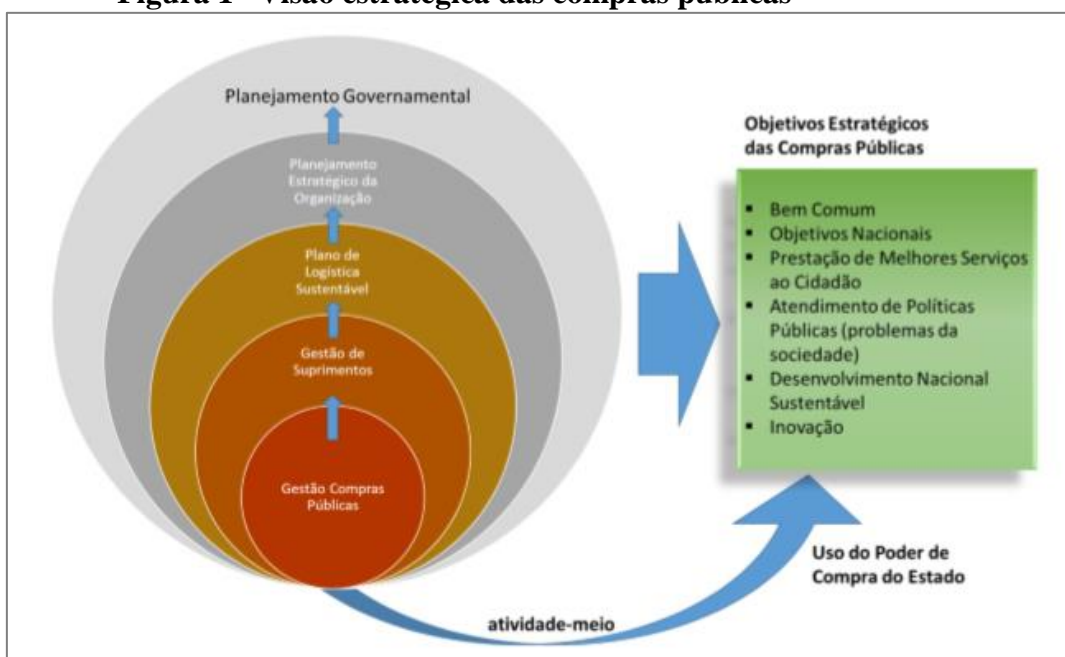 Figura 1 - Visão estratégica das compras públicas
Planejamento Governamental
Planejamento
Estratégico da
Organização
Plano de
Logística
Sustentável
Gestão de
Suprimentos
Gestão Compras
Públicas
Objetivos Estratégicos
das Compras Públicas
▪ Bem Comum
▪ Objetivos Nacionais
▪ Prestação de Melhores Serviços
ao Cidadão
▪ Atendimento de Políticas
Públicas (problemas da
sociedade)
▪ Desenvolvimento Nacional
Sustentável
▪ Inovação
Uso do Poder de
Compra do Estado
atividade-meio